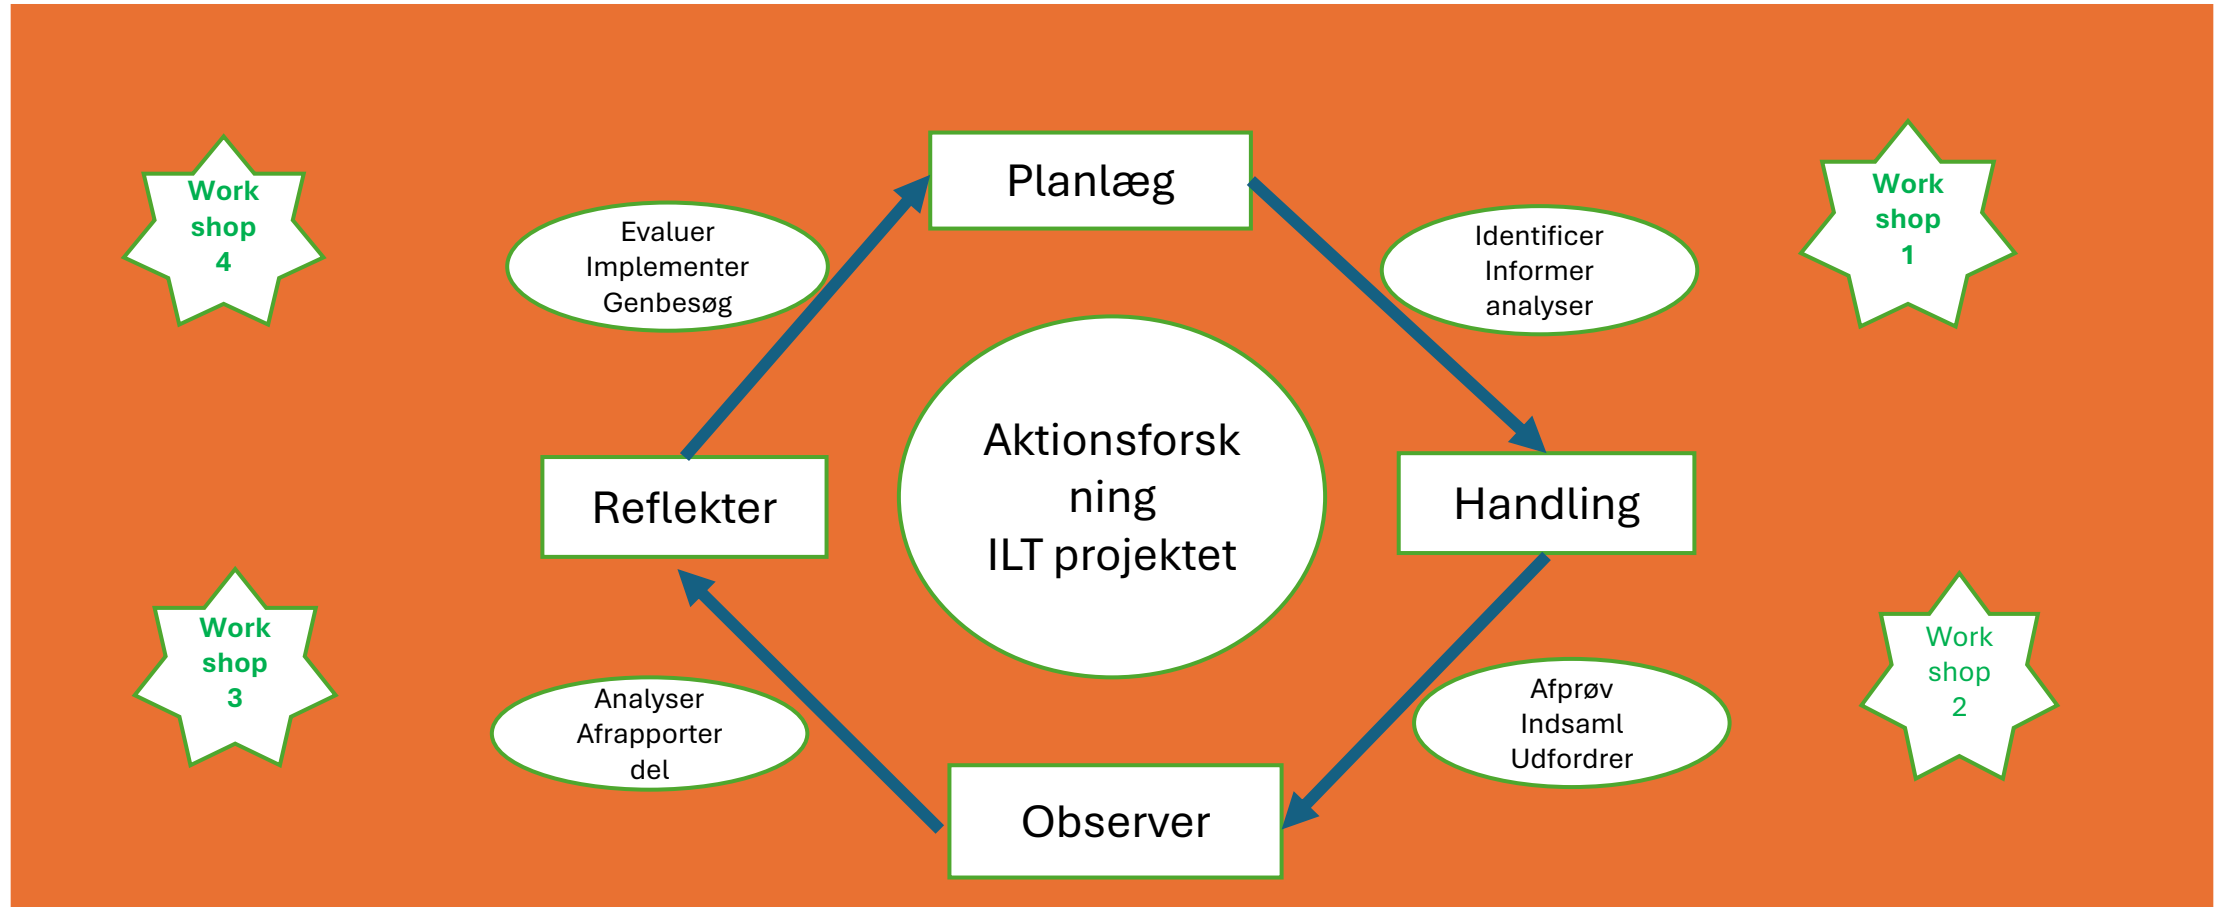 Planlæg
Work
shop
1
Identificer
Informer
analyser
Handling
Work
shop
2
Afprøv
Indsaml
Udfordrer
Observer
Work
shop
3
Analyser
Afrapporter
del
Reflekter
Work
shop
4
Evaluer
Implementer
Genbesøg
Aktionsforsk
ning
ILT projektet